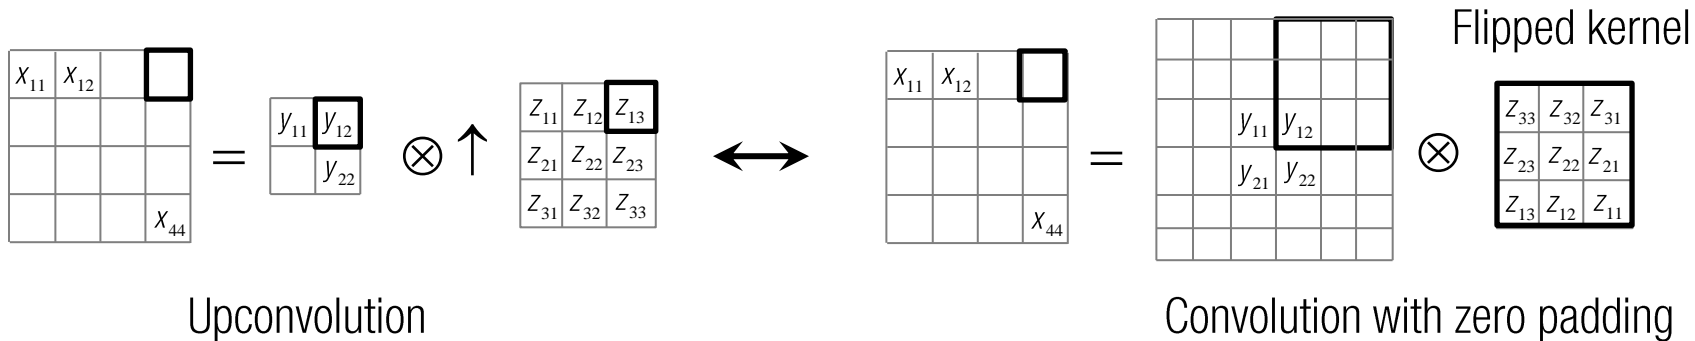 Flipped kernel
x11 x12
x44
=
y11 y12
y22
⊗ ↑
z11 z12 z13
z21 z22 z23
z31 z32 z33
↔
x11 x12
x44
=
y11 y12
y21 y22
⊗
z33 z32 z31
z23 z22 z21
z13 z12 z11
Upconvolution
Convolution with zero padding